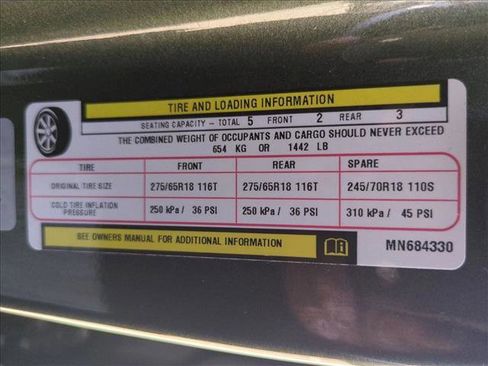 TIRE AND LOADING INFORMATION
SEATING CAPACITY - TOTAL 5 FRONT 2 REAR 3
THE COMBINED WEIGHT OF OCCUPANTS AND CARGO SHOULD NEVER EXCEED
654 KG OR 1442 LB
TIRE FRONT REAR SPARE
ORIGINAL TIRE SIZE 275/65R18 116T 275/65R18 116T 245/70R18 110S
COLD TIRE INFLATION PRESSURE 250 kPa / 36 PSI 250 kPa / 36 PSI 310 kPa / 45 PSI
SEE OWNERS MANUAL FOR ADDITIONAL INFORMATION MN684330